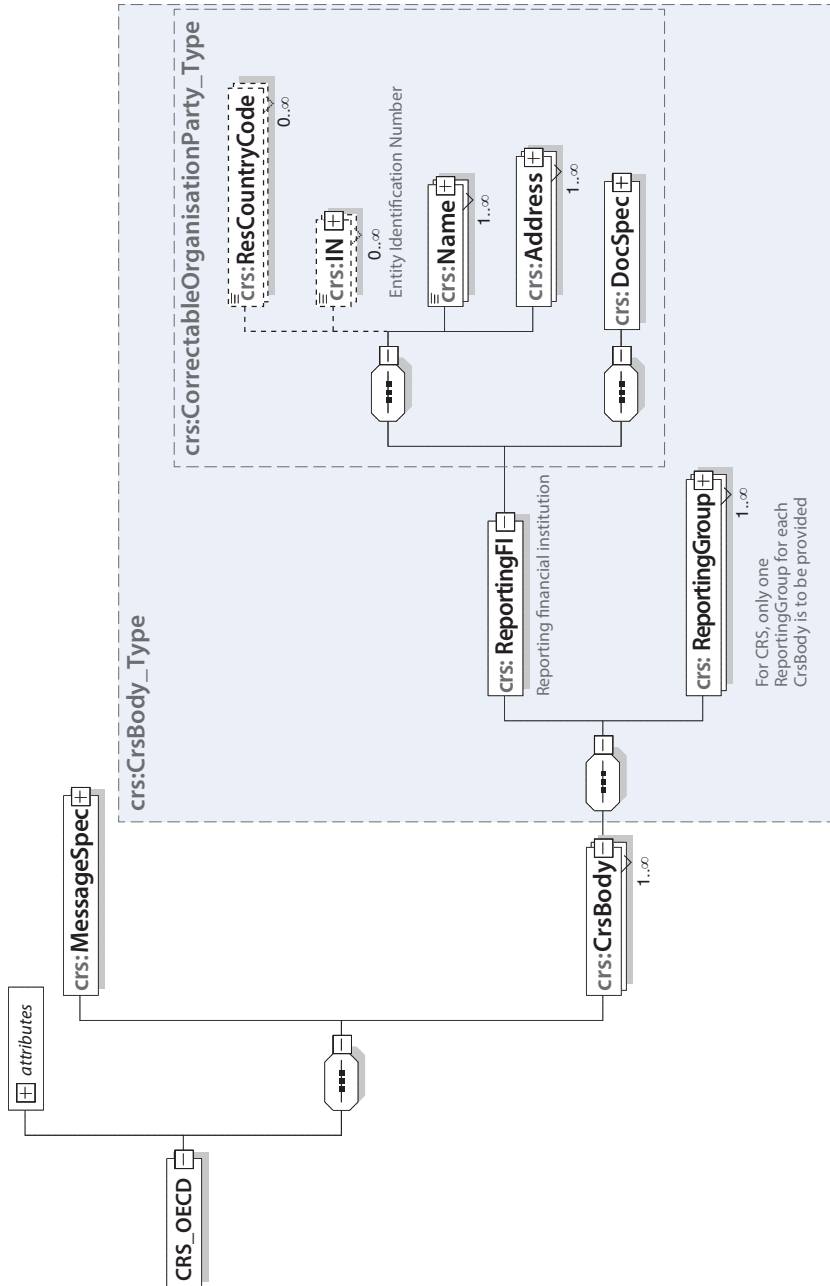 CRS_OECD
attributes
crs:MessageSpec
crs:CrsBody
1..∞
crs:CrsBody_Type
crs: ReportingFI
Reporting financial institution
crs:CorrectableOrganisationParty_Type
crs:ResCountryCode
0..∞
crs:IN
0..∞
Entity Identification Number
crs:Name
1..∞
crs:Address
1..∞
crs:DocSpec
crs: ReportingGroup
1..∞
For CRS, only one
ReportingGroup for each
CrsBody is to be provided